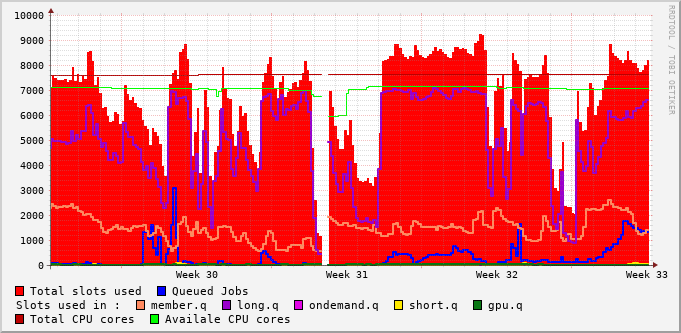 10000
9000
8000
7000
6000
5000
4000
3000
2000
1000
0
Week 30 Week 31 Week 32 Week 33
RRDTOOL / TOBI OETIKER
Total slots used Queued Jobs
Slots used in : member.q long.q ondemand.q short.q gpu.q
Total CPU cores Availale CPU cores